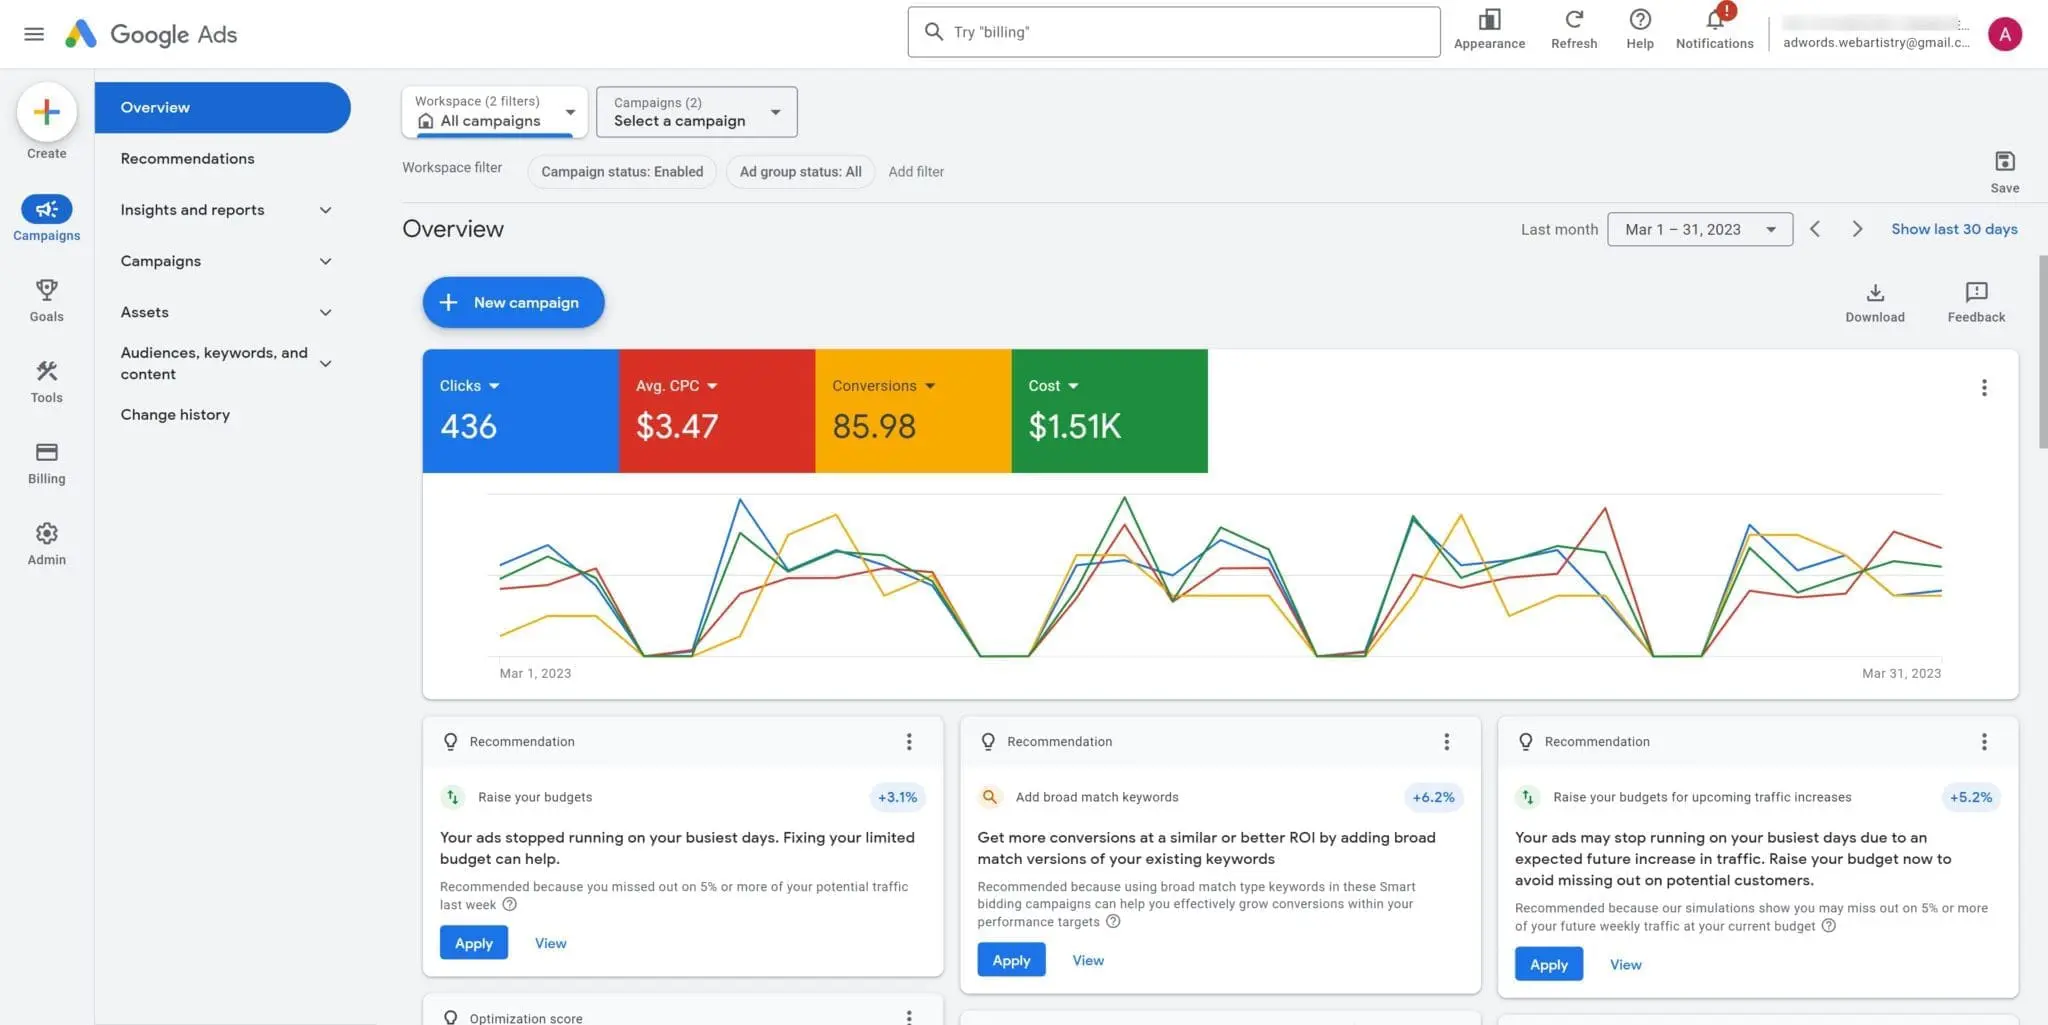 Google Ads
Try "billing"
Appearance
Refresh
Help
!
Notifications
adwords.webartistry@gmail.c...
A
Create
Campaigns
Goals
Tools
Billing
Admin
Overview
Recommendations
Insights and reports
Campaigns
Assets
Audiences, keywords, and
content
Change history
Workspace (2 filters)
All campaigns
Campaigns (2)
Select a campaign
Workspace filter
Campaign status: Enabled
Ad group status: All
Add filter
Save
Overview
Last month
Mar 1 – 31, 2023
Show last 30 days
New campaign
Download
Feedback
Clicks
436
Avg. CPC
$3.47
Conversions
85.98
Cost
$1.51K
Mar 1, 2023
Mar 31, 2023
Recommendation
Raise your budgets
+3.1%
Your ads stopped running on your busiest days. Fixing your limited
budget can help.
Recommended because you missed out on 5% or more of your potential traffic
last week
Apply
View
Recommendation
Add broad match keywords
+6.2%
Get more conversions at a similar or better ROI by adding broad
match versions of your existing keywords
Recommended because using broad match type keywords in these Smart
bidding campaigns can help you effectively grow conversions within your
performance targets
Apply
View
Recommendation
Raise your budgets for upcoming traffic increases
+5.2%
Your ads may stop running on your busiest days due to an
expected future increase in traffic. Raise your budget now to
avoid missing out on potential customers.
Recommended because our simulations show you may miss out on 5% or more
of your future weekly traffic at your current budget
Apply
View
Optimization score